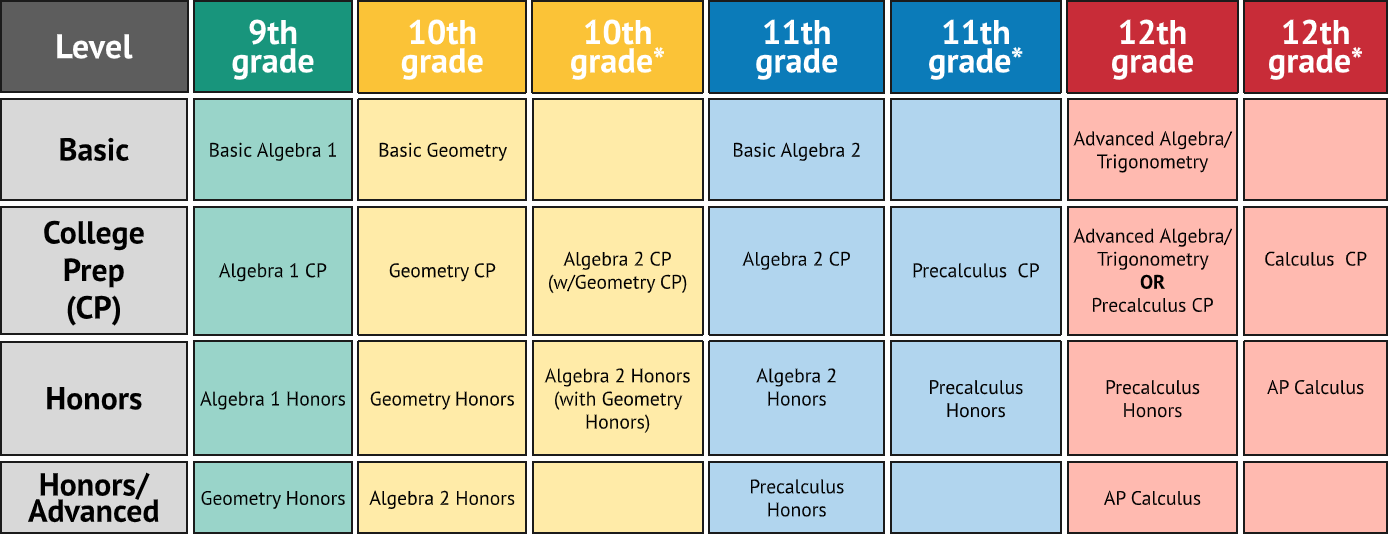 Level
9th
grade
10th
grade
10th
grade*
11th
grade
11th
grade*
12th
grade
12th
grade*
Basic
Basic Algebra 1
Basic Geometry
Basic Algebra 2
Advanced Algebra/
Trigonometry
College
Prep
(CP)
Algebra 1 CP
Geometry CP
Algebra 2 CP
(w/Geometry CP)
Algebra 2 CP
Precalculus CP
Advanced Algebra/
Trigonometry
OR
Precalculus CP
Calculus CP
Honors
Algebra 1 Honors
Geometry Honors
Algebra 2 Honors
(with Geometry
Honors)
Algebra 2
Honors
Precalculus
Honors
Precalculus
Honors
AP Calculus
Honors/
Advanced
Geometry Honors
Algebra 2 Honors
Precalculus
Honors
AP Calculus